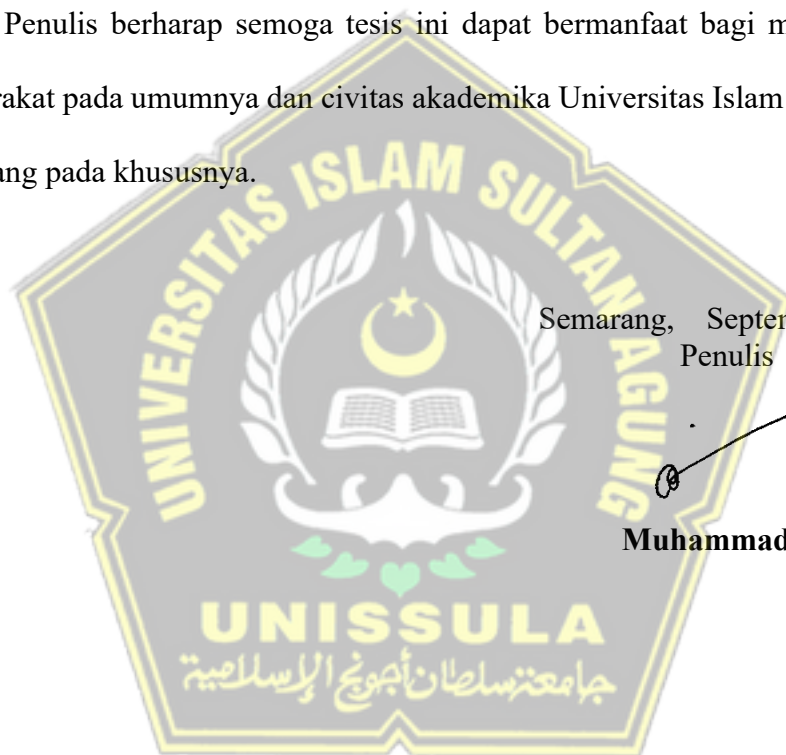 Penulis berharap semoga tesis ini dapat bermanfaat bagi m
rakat pada umumnya dan civitas akademika Universitas Islam
ang pada khususnya.
UNIVERSITAS ISLAM SULTAN AGUNG
Semarang, Septer
Penulis
Muhammad
UNISSULA
جامعة سلطان أجونج الإسلامية